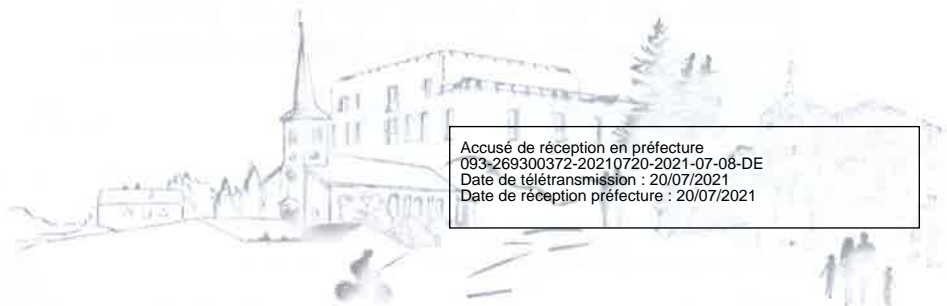 Accusé de réception en préfecture
093-269300372-20210720-2021-07-08-DE
Date de télétransmission : 20/07/2021
Date de réception préfecture : 20/07/2021